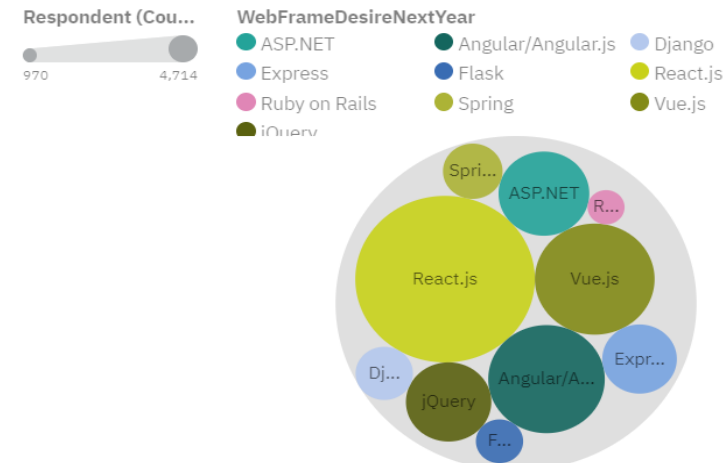 Respondent (Cou...
970 4,714
WebFrameDesireNextYear
ASP.NET Angular/Angular.js Django
Express Flask React.js
Ruby on Rails Spring Vue.js
jQuery
Spri...
ASP.NET
R...
React.js
Vue.js
Expr...
Dj...
Angular/A...
jQuery
F...